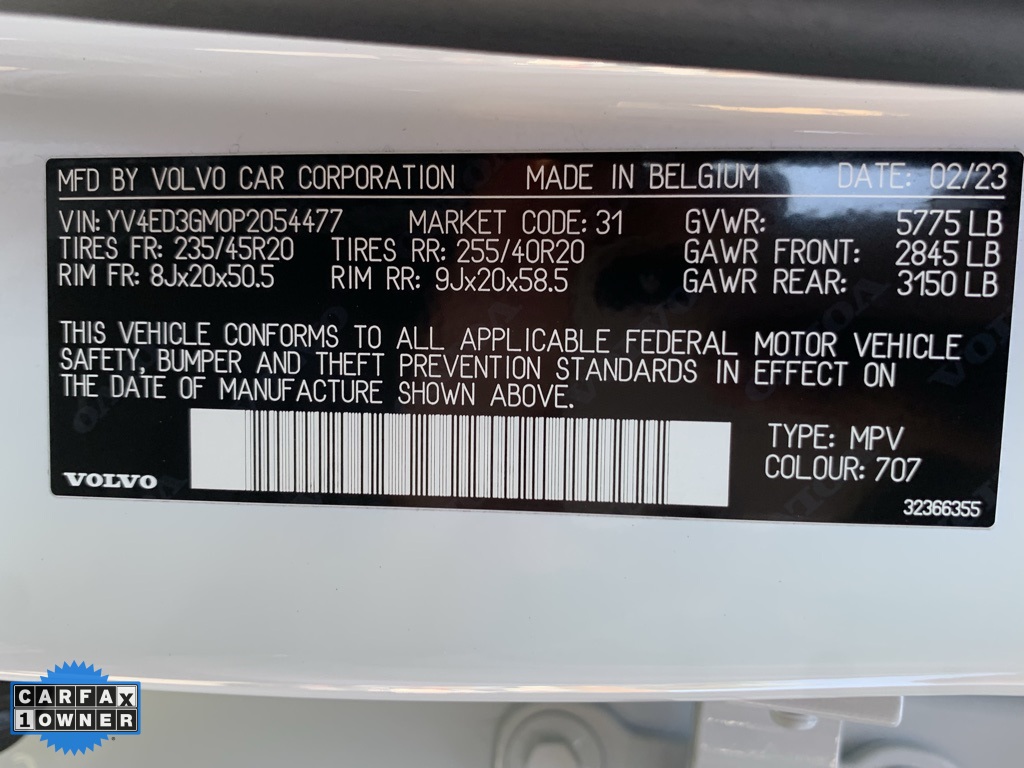 MFD BY VOLVO CAR CORPORATION MADE IN BELGIUM DATE: 02/23
VIN: YV4ED3GM0P2054477 MARKET CODE: 31 GVWR: 5775 LB
TIRES FR: 235/45R20 TIRES RR: 255/40R20 GAWR FRONT: 2845 LB
RIM FR: 8Jx20x50.5 RIM RR: 9Jx20x58.5 GAWR REAR: 3150 LB
THIS VEHICLE CONFORMS TO ALL APPLICABLE FEDERAL MOTOR VEHICLE
SAFETY, BUMPER AND THEFT PREVENTION STANDARDS IN EFFECT ON
THE DATE OF MANUFACTURE SHOWN ABOVE.
TYPE: MPV
COLOUR: 707
VOLVO
32366355
CARFAX
1 OWNER